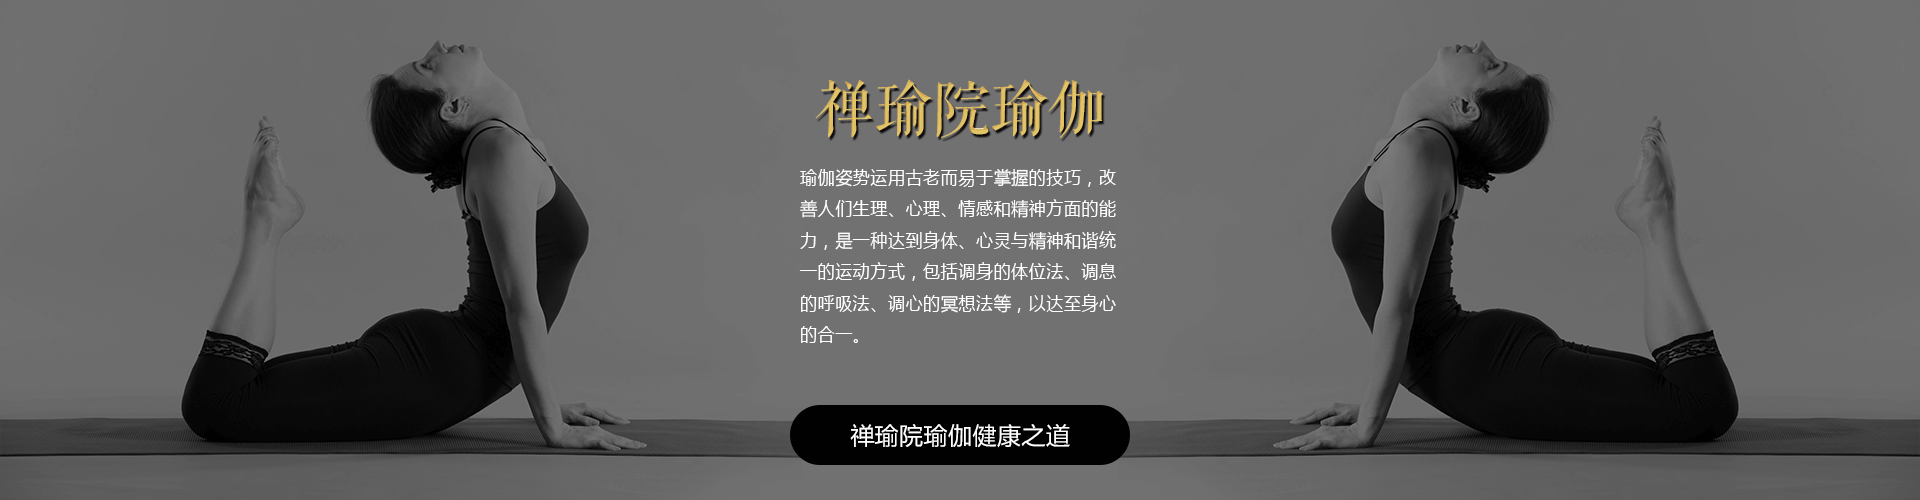 禅瑜院瑜伽
瑜伽姿势运用古老而易于掌握的技巧，改
善人们生理、心理、情感和精神方面的能
力，是一种达到身体、心灵与精神和谐统
一的运动方式，包括调身的体位法、调息
的呼吸法、调心的冥想法等，以达至身心
的合一。
禅瑜院瑜伽健康之道